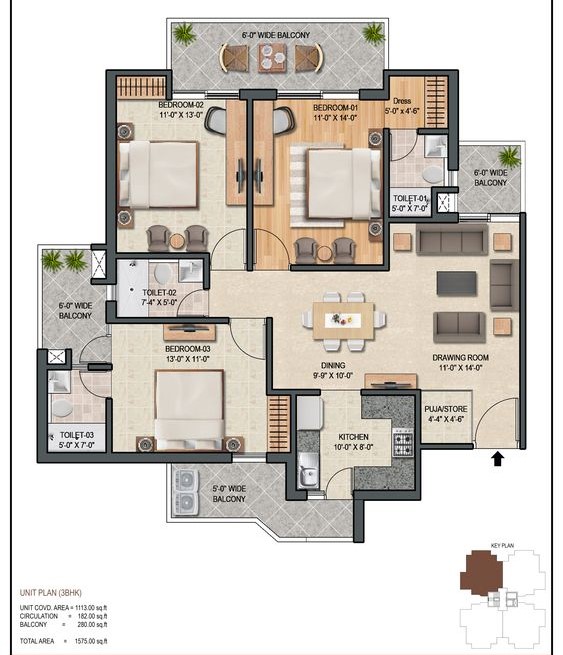 6'-0" WIDE BALCONY
BEDROOM-02
11'-0" X 13'-0"
BEDROOM-01
11'-0" X 14'-0"
Dress
5'-0" x 4'-6"
6'-0" WIDE
BALCONY
TOILET-01
5'-0" X 7'-0"
TOILET-02
7'-4" X 5'-0"
6'-0" WIDE
BALCONY
BEDROOM-03
13'-0" X 11'-0"
DINING
9'-9" X 10'-0"
DRAWING ROOM
11'-0" X 14'-0"
PUJA/STORE
4'-4" X 4'-6"
TOILET-03
5'-0" X 7'-0"
KITCHEN
10'-0" X 8'-0"
5'-0" WIDE
BALCONY
KEY PLAN
UNIT PLAN (3BHK)
UNIT COVD. AREA = 1113.00 sq.ft
CIRCULATION = 182.00 sq.ft
BALCONY = 280.00 sq.ft
TOTAL AREA = 1575.00 sq.ft